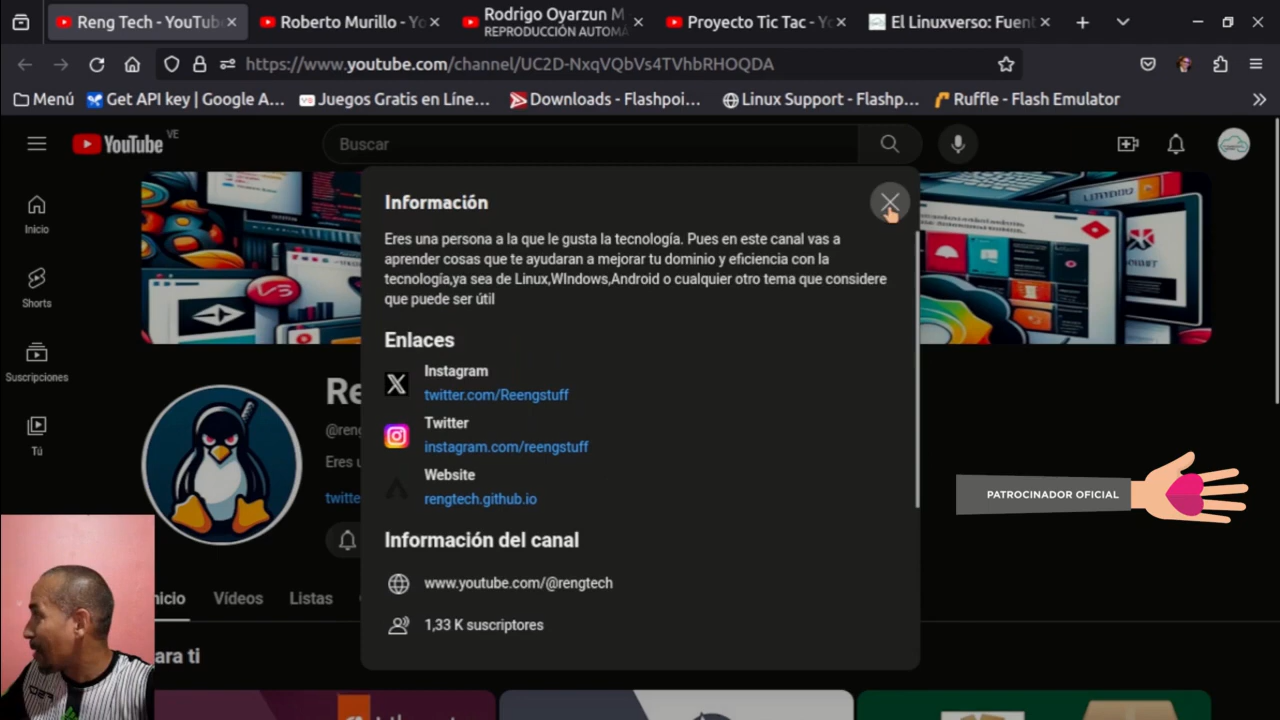 Reng Tech - YouTube
Roberto Murillo - Yo
Rodrigo Oyarzun M
REPRODUCCIÓN AUTOMÁ
Proyecto Tic Tac - Yo
El Linuxverso: Fuent
https://www.youtube.com/channel/UC2D-NxqVQbVs4TVhbRHOQDA
Menú
Get API key | Google A...
Juegos Gratis en Líne...
Downloads - Flashpoi...
Linux Support - Flashp...
Ruffle - Flash Emulator
YouTube VE
Buscar
Inicio
Shorts
Suscripciones
Tú
Información
Eres una persona a la que le gusta la tecnología. Pues en este canal vas a
aprender cosas que te ayudaran a mejorar tu dominio y eficiencia con la
tecnología,ya sea de Linux,WIndows,Android o cualquier otro tema que considere
que puede ser útil
Enlaces
Instagram
twitter.com/Reengstuff
Twitter
instagram.com/reengstuff
Website
rengtech.github.io
Información del canal
www.youtube.com/@rengtech
1,33 K suscriptores
Re
@reng
Eres u
twitte
nicio
Vídeos
Listas
ara ti
PATROCINADOR OFICIAL